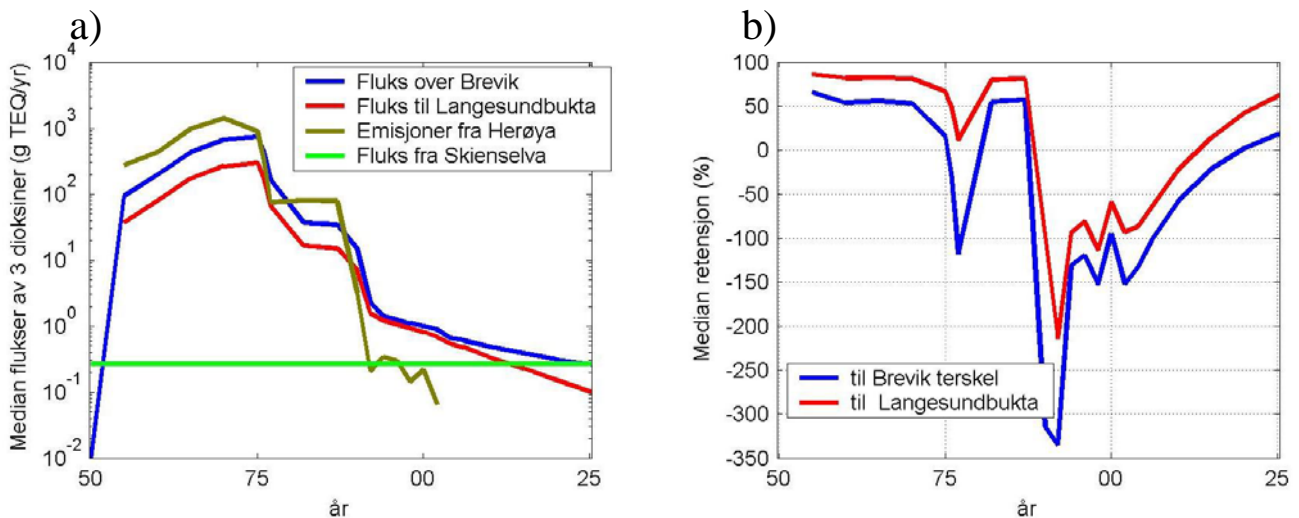 a)
Median flukser av 3 dioksiner (g TEQ/yr)
10^4
10^3
10^2
10^1
10^0
10^-1
10^-2
Fluks over Brevik
Fluks til Langesundbukta
Emisjoner fra Herøya
Fluks fra Skienselva
50 75 00 25
år
b)
Median retensjon (%)
100
50
0
-50
-100
-150
-200
-250
-300
-350
til Brevik terskel
til Langesundbukta
50 75 00 25
år